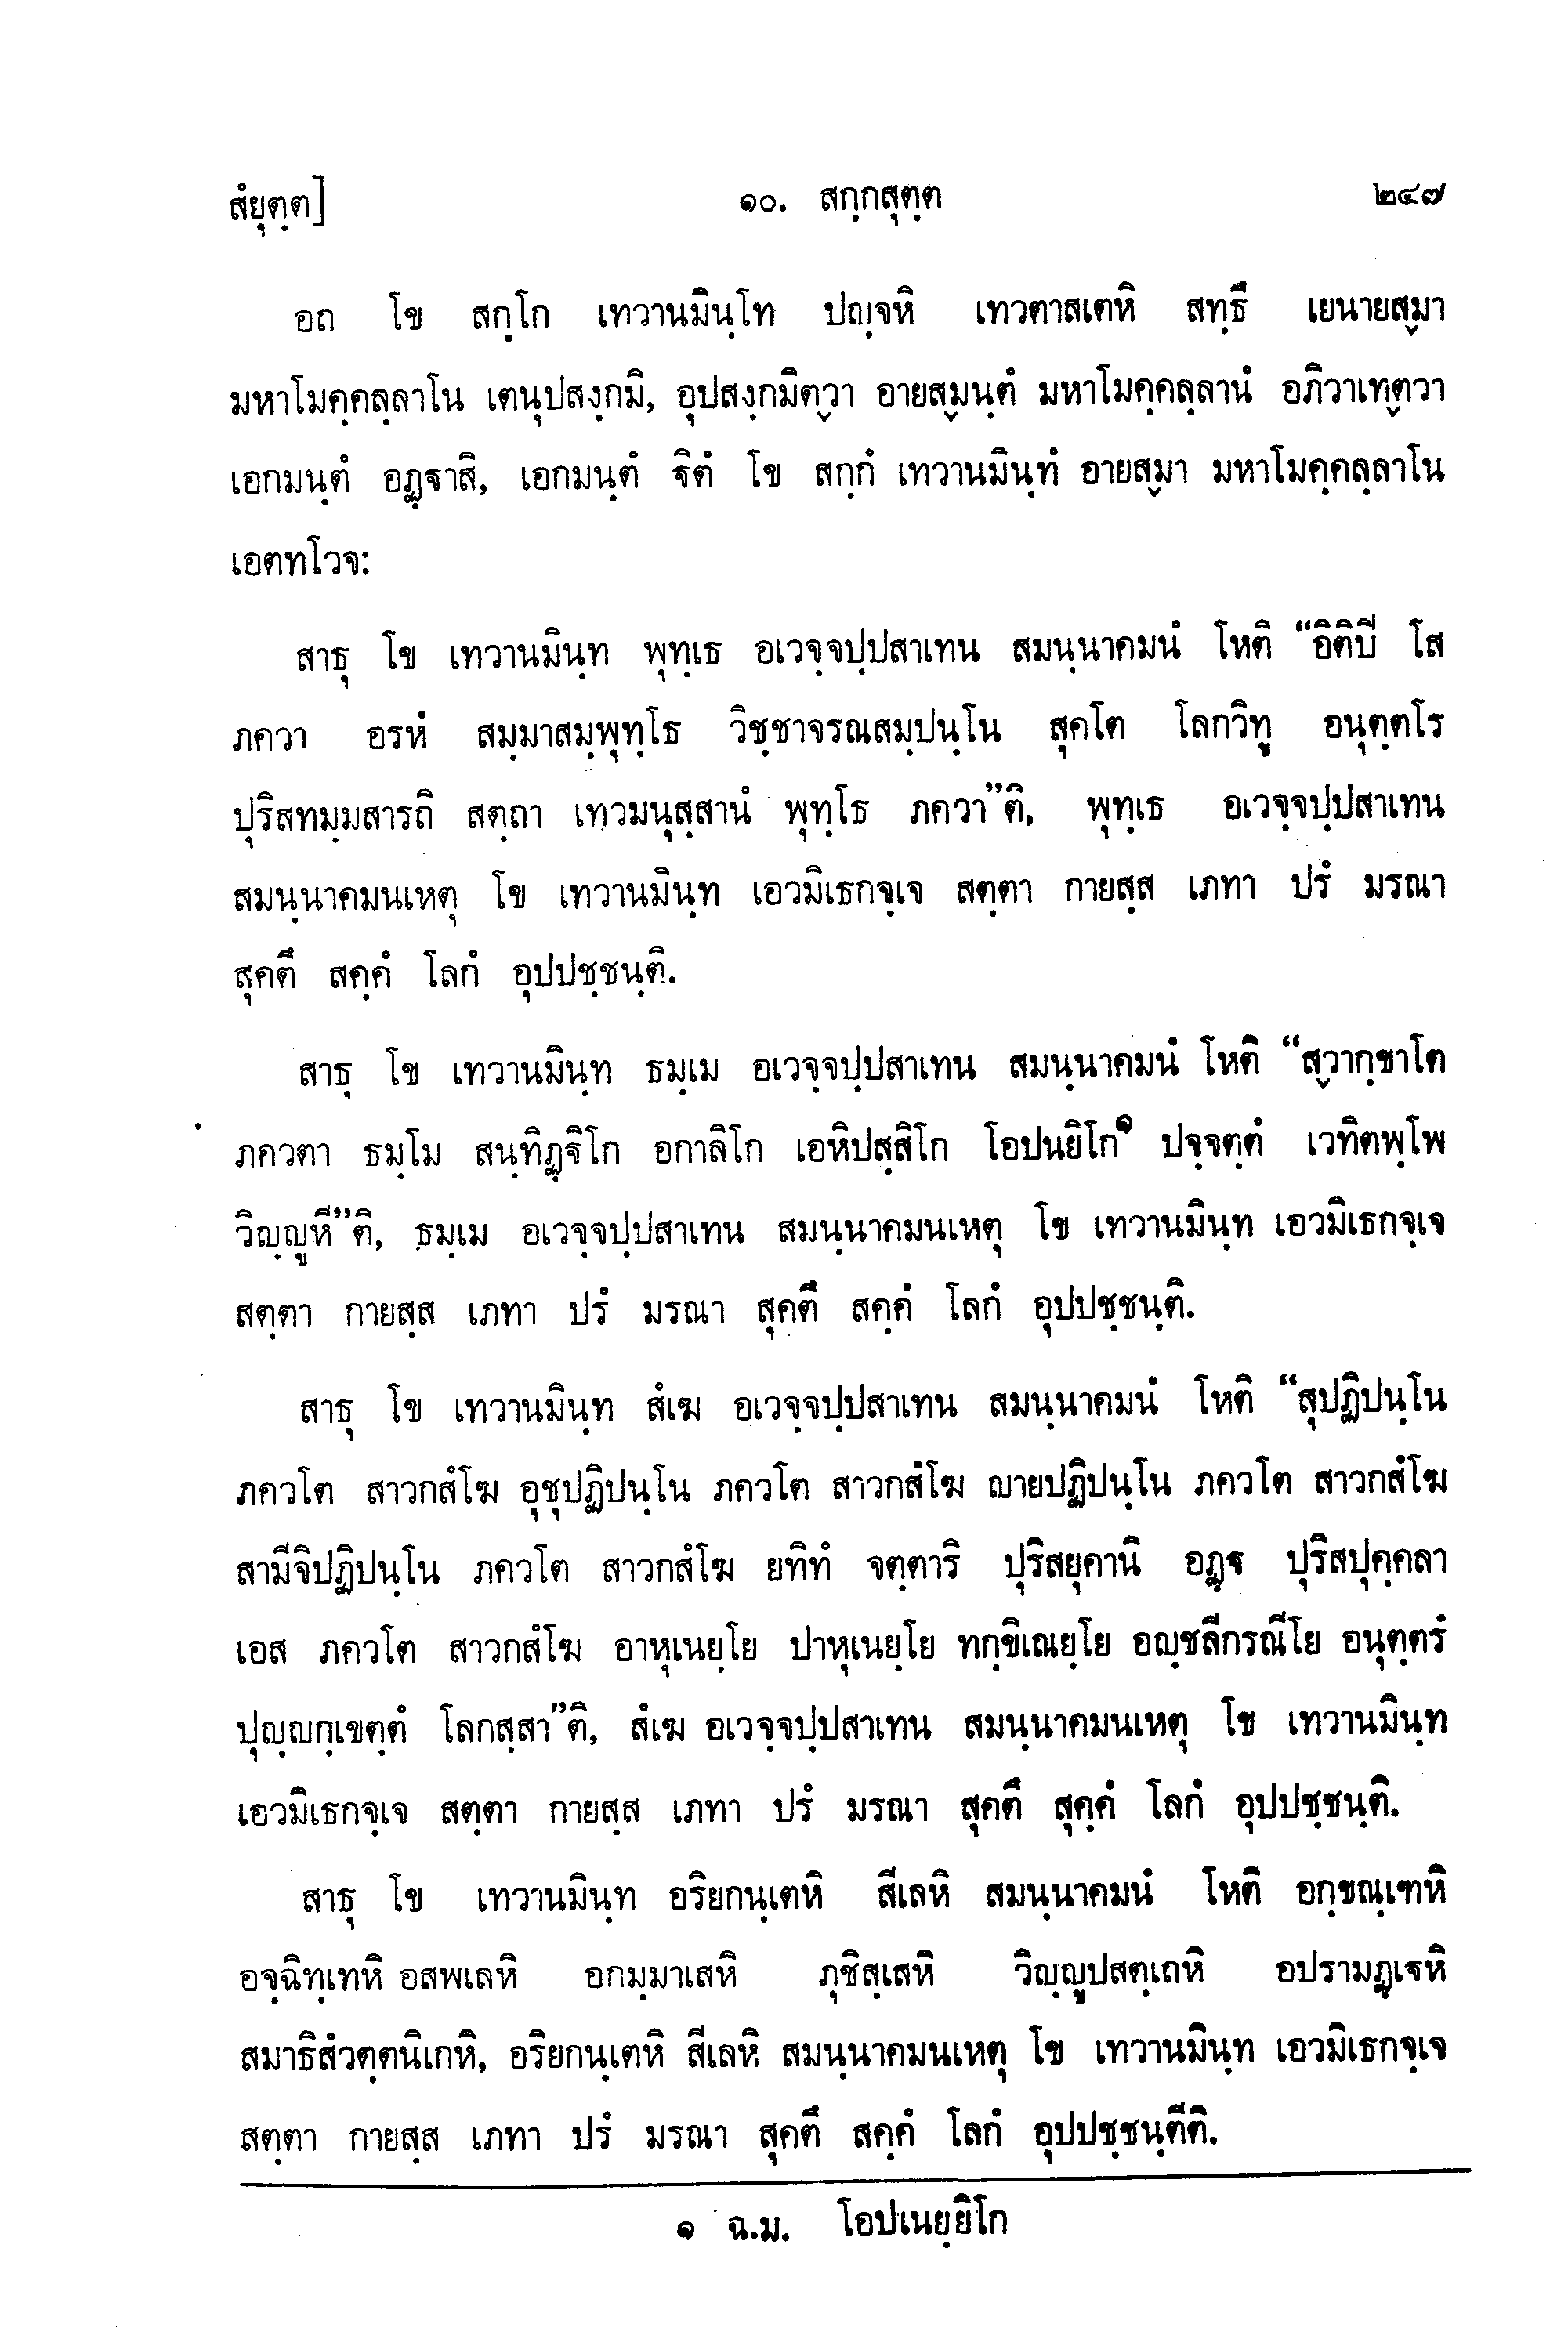 สํยุตฺต] ๑๐. สกฺกสุตฺต ๒๔๗
อถ โข สกฺโก เทวานมินฺโท ปญฺจหิ เทวตาสเตหิ สทฺธึ เยนายสฺมา
มหาโมคฺคลฺลาโน เตนุปสงฺกมิ, อุปสงฺกมิตฺวา อายสฺมนฺตํ มหาโมคฺคลฺลานํ อภิวาเทตฺวา
เอกมนฺตํ อฏฺฐาสิ, เอกมนฺตํ ฐิตํ โข สกฺกํ เทวานมินฺทํ อายสฺมา มหาโมคฺคลฺลาโน
เอตทโวจ:
สาธุ โข เทวานมินฺท พุทฺเธ อเวจฺจปฺปสาเทน สมนฺนาคมนํ โหติ “อิติปี โส
ภควา อรหํ สมฺมาสมฺพุทฺโธ วิชฺชาจรณสมฺปนฺโน สุคโต โลกวิทู อนุตฺตโร
ปุริสทมฺมสารถิ สตฺถา เทวมนุสฺสานํ พุทฺโธ ภควา”ติ, พุทฺเธ อเวจฺจปฺปสาเทน
สมนฺนาคมนเหตุ โข เทวานมินฺท เอวมิเธกจฺเจ สตฺตา กายสฺส เภทา ปรํ มรณา
สุคตึ สคฺคํ โลกํ อุปปชฺชนฺติ.
สาธุ โข เทวานมินฺท ธมฺเม อเวจฺจปฺปสาเทน สมนฺนาคมนํ โหติ “สฺวากฺขาโต
ภควตา ธมฺโม สนฺทิฏฺฐิโก อกาลิโก เอหิปสฺสิโก โอปนยิโก๑ ปจฺจตฺตํ เวทิตพฺโพ
วิญฺญูหี”ติ, ธมฺเม อเวจฺจปฺปสาเทน สมนฺนาคมนเหตุ โข เทวานมินฺท เอวมิเธกจฺเจ
สตฺตา กายสฺส เภทา ปรํ มรณา สุคตึ สคฺคํ โลกํ อุปปชฺชนฺติ.
สาธุ โข เทวานมินฺท สํเฆ อเวจฺจปฺปสาเทน สมนฺนาคมนํ โหติ “สุปฏิปนฺโน
ภควโต สาวกสํโฆ อุชุปฏิปนฺโน ภควโต สาวกสํโฆ ญายปฏิปนฺโน ภควโต สาวกสํโฆ
สามีจิปฏิปนฺโน ภควโต สาวกสํโฆ ยทิทํ จตฺตาริ ปุริสยุคานิ อฏฺฐ ปุริสปุคฺคลา
เอส ภควโต สาวกสํโฆ อาหุเนยฺโย ปาหุเนยฺโย ทกฺขิเณยฺโย อญฺชลีกรณีโย อนุตฺตรํ
ปุญฺญกฺเขตฺตํ โลกสฺสา”ติ, สํเฆ อเวจฺจปฺปสาเทน สมนฺนาคมนเหตุ โข เทวานมินฺท
เอวมิเธกจฺเจ สตฺตา กายสฺส เภทา ปรํ มรณา สุคตึ สุคฺคํ โลกํ อุปปชฺชนฺติ.
สาธุ โข เทวานมินฺท อริยกนฺเตหิ สีเลหิ สมนฺนาคมนํ โหติ อกฺขณฺเฑหิ
อจฺฉิทฺเทหิ อสพเลหิ อกมฺมาเสหิ ภุชิสฺเสหิ วิญฺญูปสตฺเถหิ อปรามฏฺเฐหิ
สมาธิสํวตฺตนิเกหิ, อริยกนฺเตหิ สีเลหิ สมนฺนาคมนเหตุ โข เทวานมินฺท เอวมิเธกจฺเจ
สตฺตา กายสฺส เภทา ปรํ มรณา สุคตึ สคฺคํ โลกํ อุปปชฺชนฺตีติ.
๑ ฉ.ม. โอปเนยฺยิโก